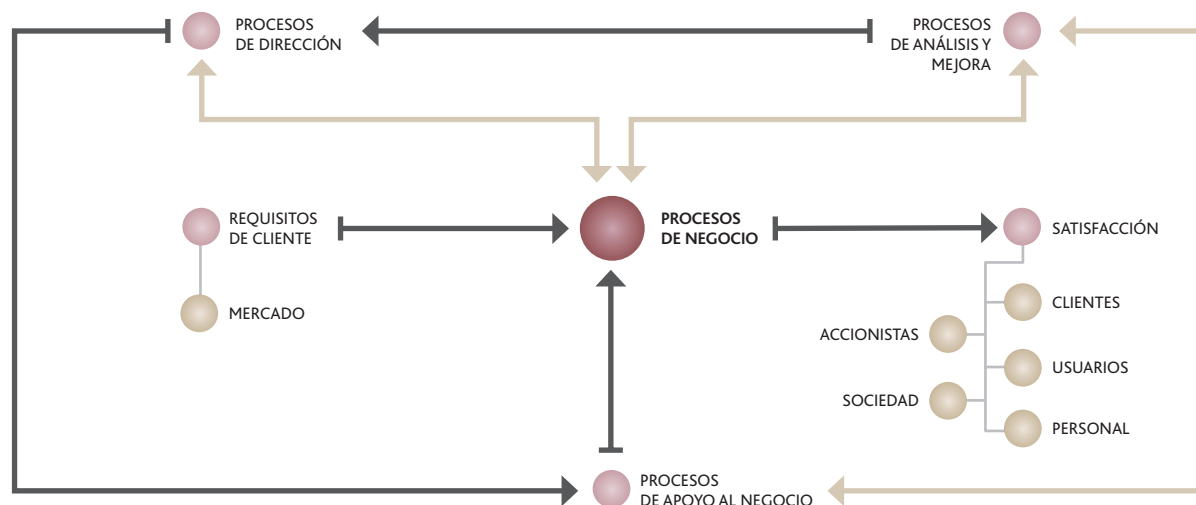 PROCESOS
DE DIRECCIÓN
PROCESOS
DE ANÁLISIS Y
MEJORA
REQUISITOS
DE CLIENTE
MERCADO
PROCESOS
DE NEGOCIO
SATISFACCIÓN
CLIENTES
ACCIONISTAS
USUARIOS
SOCIEDAD
PERSONAL
PROCESOS
DE APOYO AL NEGOCIO